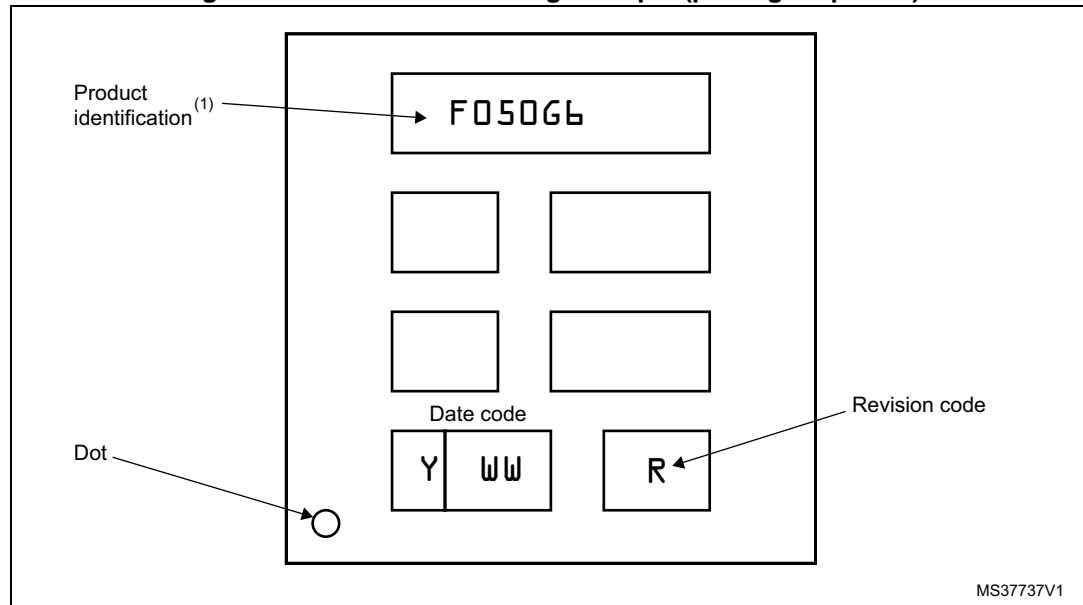 Product
identification(1)
F050G6
Date code
Y WW
R
Revision code
Dot
MS37737V1